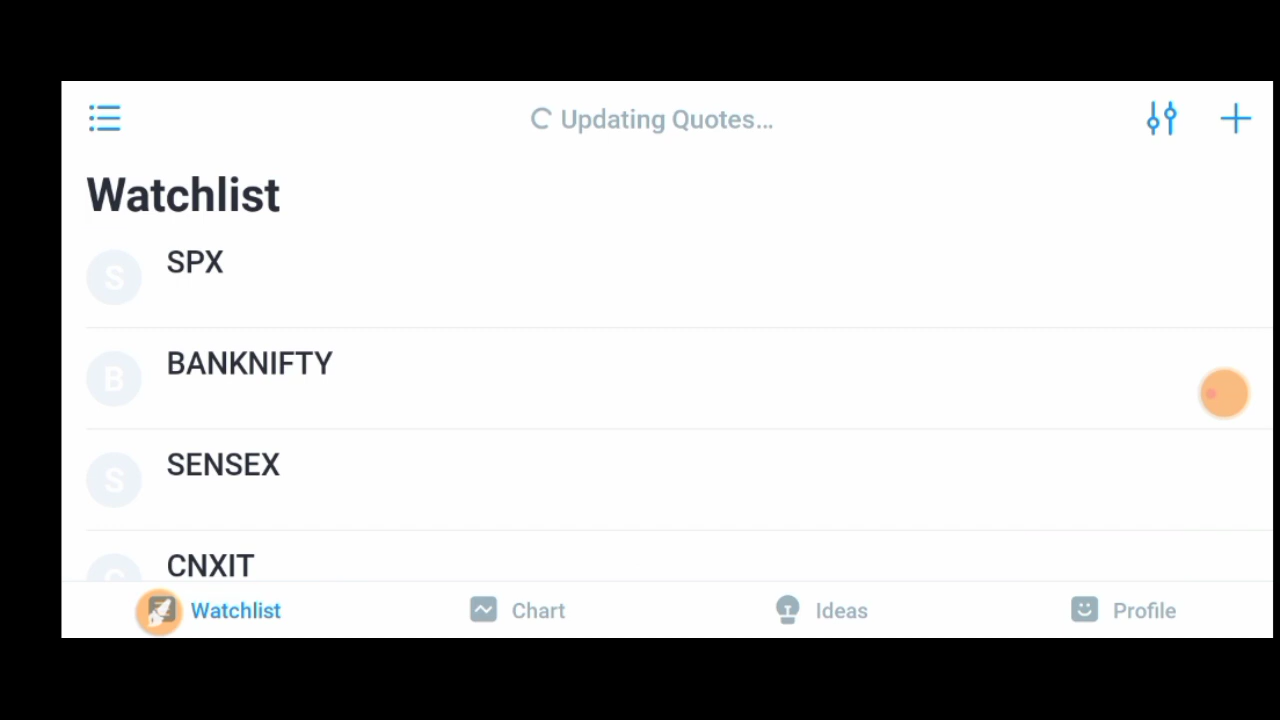 Updating Quotes...
Watchlist
S SPX
B BANKNIFTY
S SENSEX
C CNXIT
Watchlist Chart Ideas Profile